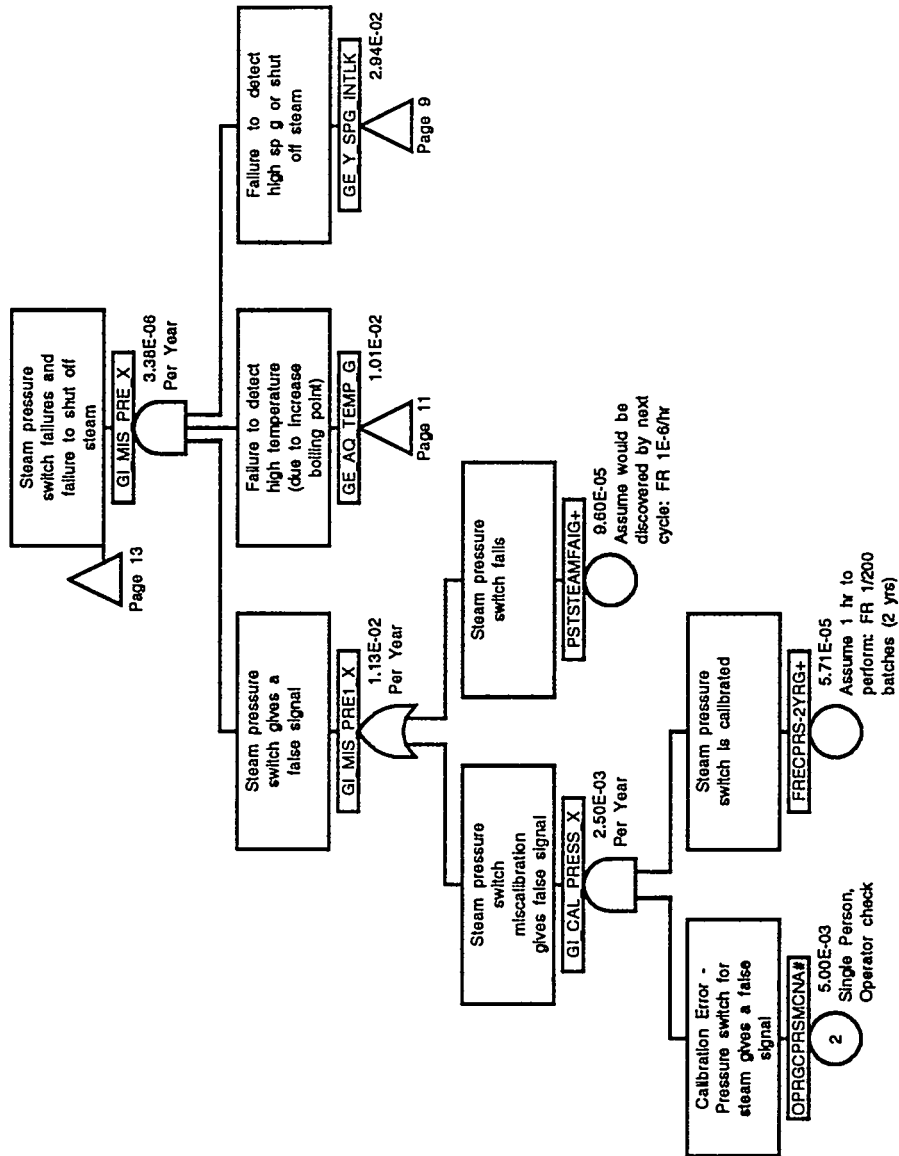 Steam pressure
switch failures and
failure to shut off
steam
GI MIS PRE X
3.38E-06
Per Year
Page 13
Steam pressure
switch gives a
false signal
GI MIS PRE1 X
1.13E-02
Per Year
Failure to detect
high temperature
(due to increase
boiling point)
GE AQ TEMP G
1.01E-02
Page 11
Failure to detect
high sp g or shut
off steam
GE Y SPG INTLK
2.94E-02
Page 9
Steam pressure
switch
miscalibration
gives false signal
GI CAL PRESS X
2.50E-03
Per Year
Steam pressure
switch fails
PSTSTEAMFAIG+
9.60E-05
Assume would be
discovered by next
cycle: FR 1E-6/hr
Calibration Error -
Pressure switch for
steam gives a false
signal
OPRGCPRSMCNA#
2
5.00E-03
Single Person,
Operator check
Steam pressure
switch is calibrated
FRECPRS-2YRG+
5.71E-05
Assume 1 hr to
perform: FR 1/200
batches (2 yrs)